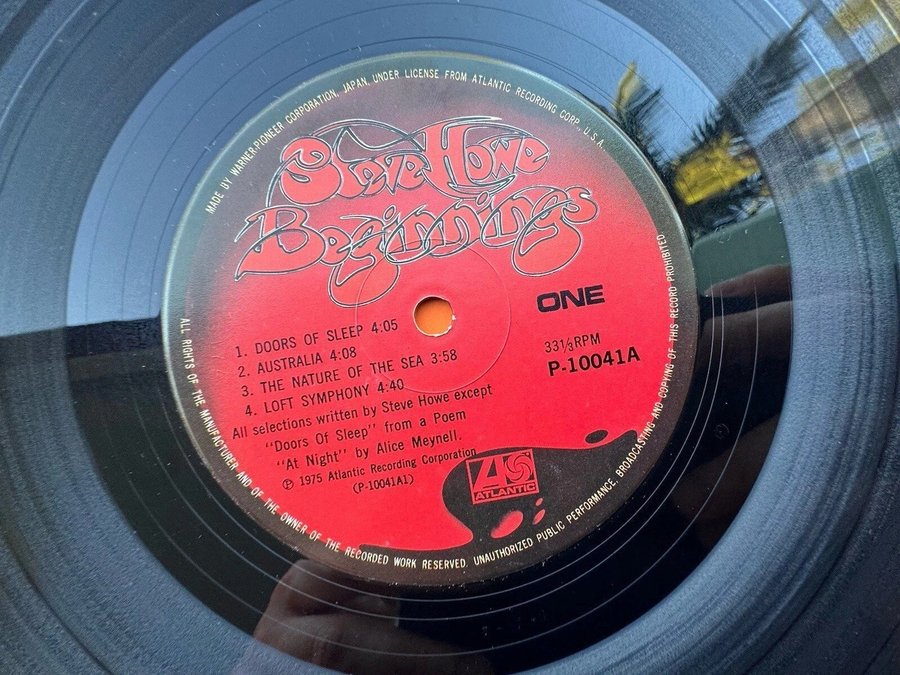 MADE BY WARNER-PIONEER CORPORATION, JAPAN, UNDER LICENSE FROM ATLANTIC RECORDING CORP., U.S.A.
Steve Howe
Beginnings
ONE
33 1/3 RPM
P-10041A
1. DOORS OF SLEEP 4:05
2. AUSTRALIA 4:08
3. THE NATURE OF THE SEA 3:58
4. LOFT SYMPHONY 4:40
All selections written by Steve Howe except
"Doors Of Sleep" from a Poem
"At Night" by Alice Meynell.
℗ 1975 Atlantic Recording Corporation
(P-10041A1)
ATLANTIC
ALL RIGHTS OF THE MANUFACTURER AND OF THE OWNER OF THE RECORDED WORK RESERVED. UNAUTHORIZED PUBLIC PERFORMANCE, BROADCASTING AND COPYING OF THIS RECORD PROHIBITED